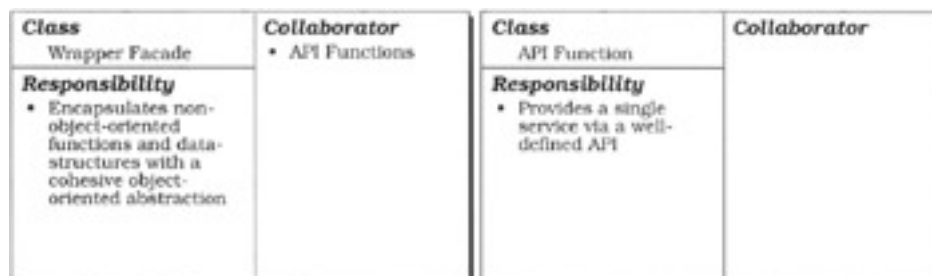 Class
Wrapper Facade
Collaborator
• API Functions
Responsibility
• Encapsulates non-
object-oriented
functions and data-
structures with a
cohesive object-
oriented abstraction
Class
API Function
Collaborator
Responsibility
• Provides a single
service via a well-
defined API